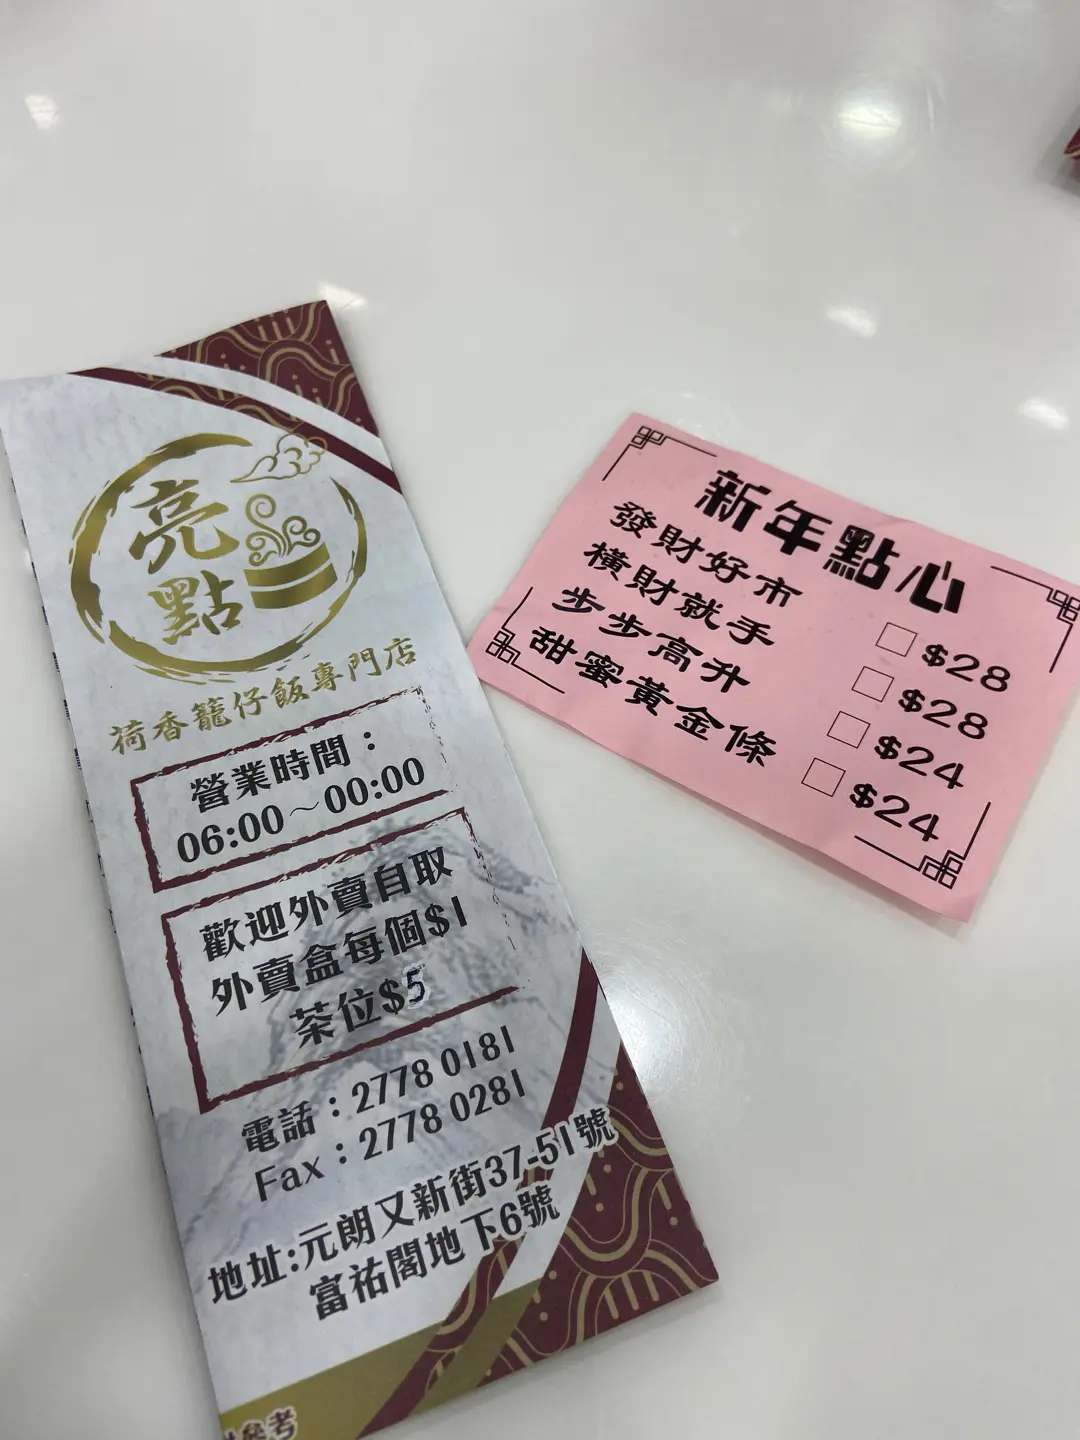 亮
點
荷香籠仔飯專門店
營業時間：
06:00～00:00
歡迎外賣自取
外賣盒每個$1
茶位$5
電話：2778 0181
Fax：2778 0281
地址:元朗又新街37-51號
富祐閣地下6號
參考
新年點心
發財好市 □ $28
橫財就手 □ $28
步步高升 □ $24
甜蜜黃金條 □ $24